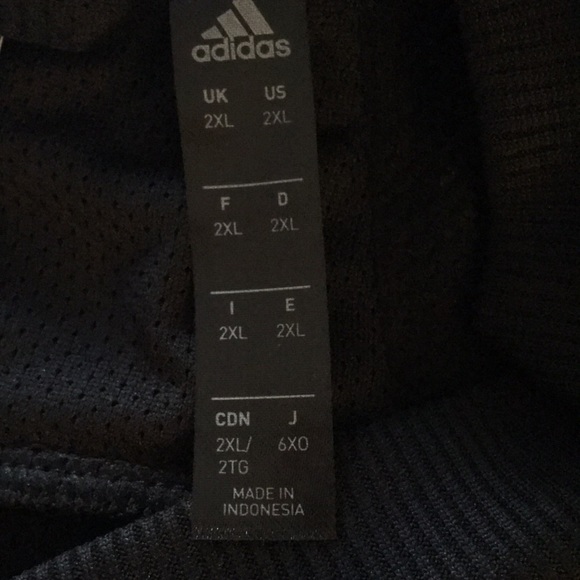 adidas
UK US
2XL 2XL
F D
2XL 2XL
I E
2XL 2XL
CDN J
2XL/ 6XO
2TG
MADE IN
INDONESIA